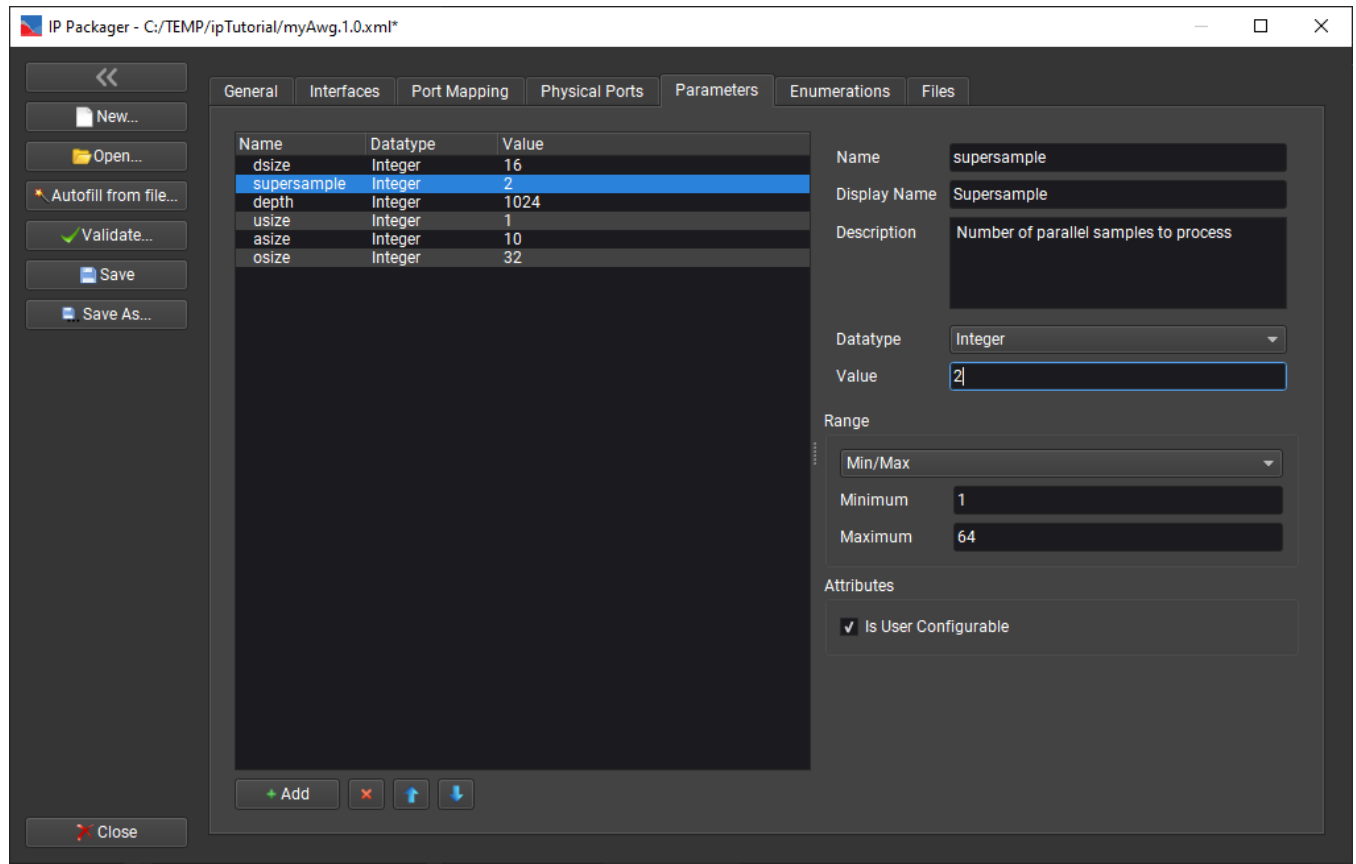 IP Packager - C:/TEMP/ipTutorial/myAwg.1.0.xml*
New...
Open...
Autofill from file...
Validate...
Save
Save As...
Close
General Interfaces Port Mapping Physical Ports Parameters Enumerations Files
Name Datatype Value
dsize Integer 16
supersample Integer 2
depth Integer 1024
usize Integer 1
asize Integer 10
osize Integer 32
+ Add
Name supersample
Display Name Supersample
Description Number of parallel samples to process
Datatype Integer
Value 2
Range
Min/Max
Minimum 1
Maximum 64
Attributes
Is User Configurable